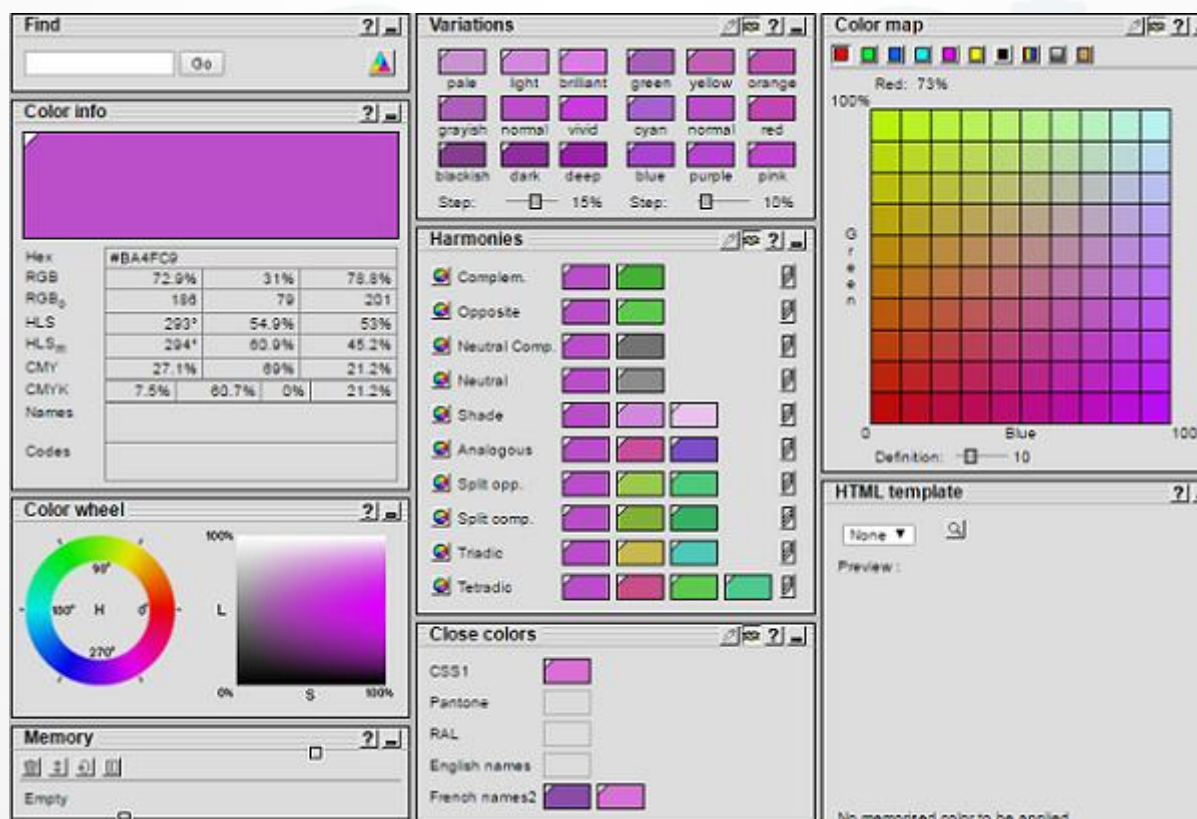 Find
Go
Color info
Hex #BA4FC9
RGB 72.9% 31% 78.8%
RGB₈ 186 79 201
HLS 293° 54.9% 53%
HLSm 294° 60.9% 45.2%
CMY 27.1% 69% 21.2%
CMYK 7.5% 60.7% 0% 21.2%
Names
Codes
Color wheel
100%
90°
180° H 0°
270°
L
0% S 100%
Memory
Empty
Variations
pale light brilliant green yellow orange
grayish normal vivid cyan normal red
blackish dark deep blue purple pink
Step: 15% Step: 10%
Harmonies
Complem.
Opposite
Neutral Comp.
Neutral
Shade
Analogous
Split opp.
Split comp.
Triadic
Tetradic
Close colors
CSS1
Pantone
RAL
English names
French names2
Color map
Red: 73%
100%
Green
0 Blue 100
Definition: 10
HTML template
None ▼
Preview :
No memorised color to be applied